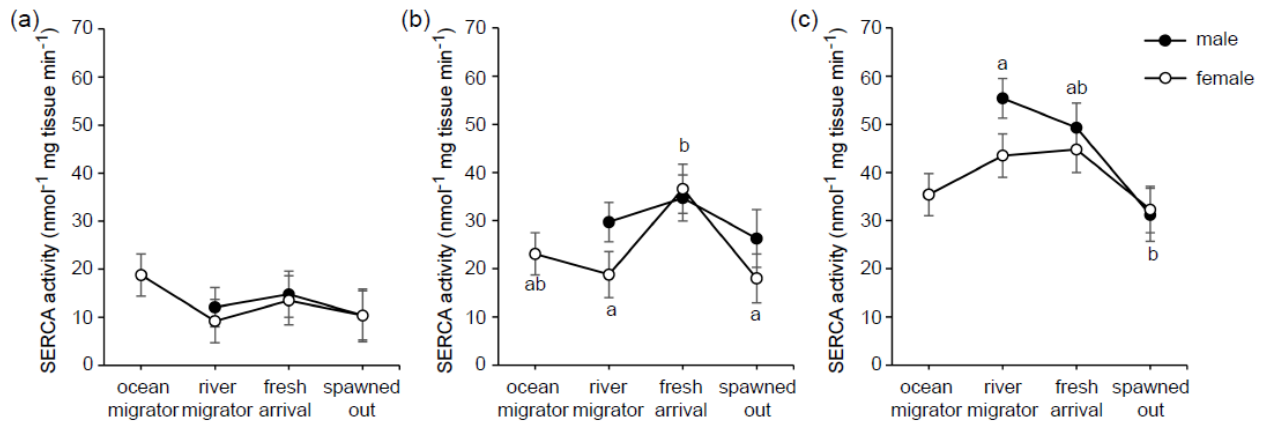 (a)
SERCA activity (nmol⁻¹ mg tissue min⁻¹)
70
60
50
40
30
20
10
0
ocean migrator
river migrator
fresh arrival
spawned out
(b)
SERCA activity (nmol⁻¹ mg tissue min⁻¹)
70
60
50
40
30
20
10
0
ab
a
b
a
ocean migrator
river migrator
fresh arrival
spawned out
(c)
SERCA activity (nmol⁻¹ mg tissue min⁻¹)
70
60
50
40
30
20
10
0
a
ab
b
ocean migrator
river migrator
fresh arrival
spawned out
male
female